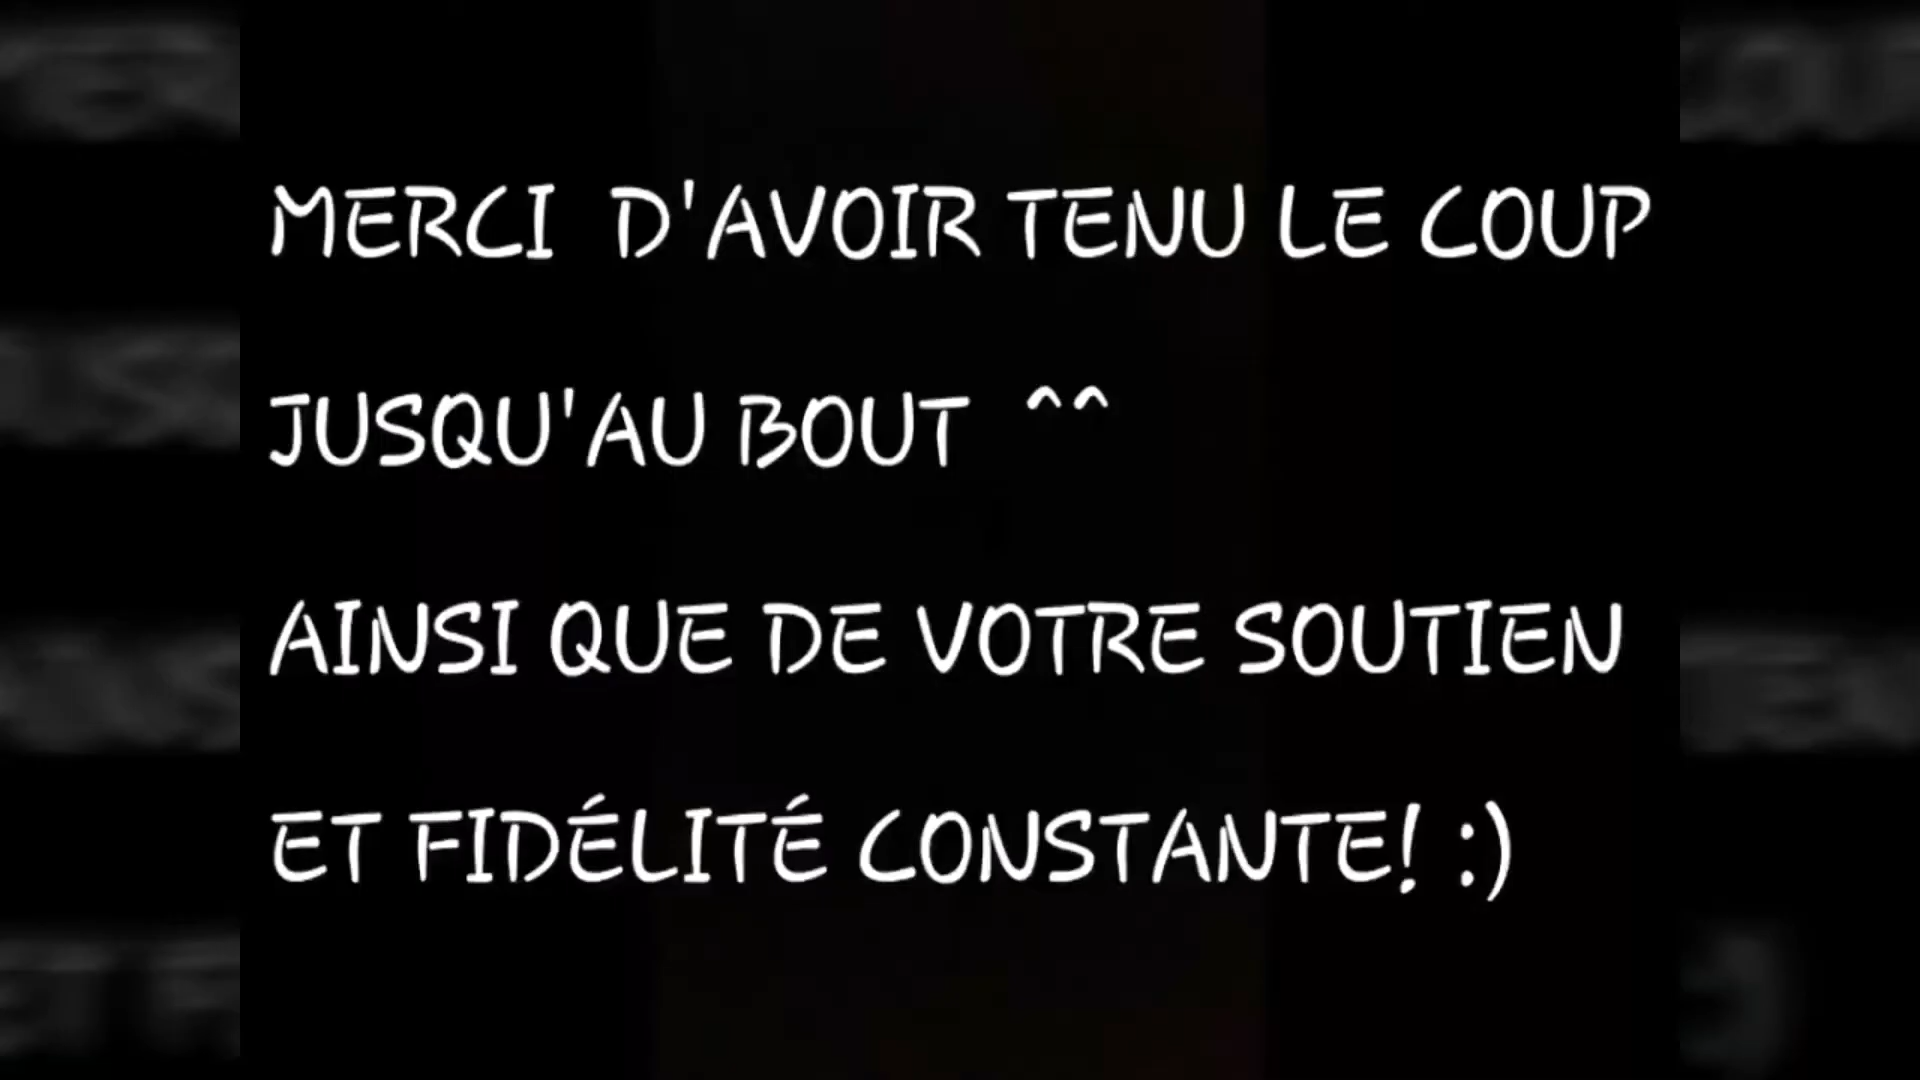 MERCI D'AVOIR TENU LE COUP
JUSQU'AU BOUT ^^
AINSI QUE DE VOTRE SOUTIEN
ET FIDÉLITÉ CONSTANTE! :)